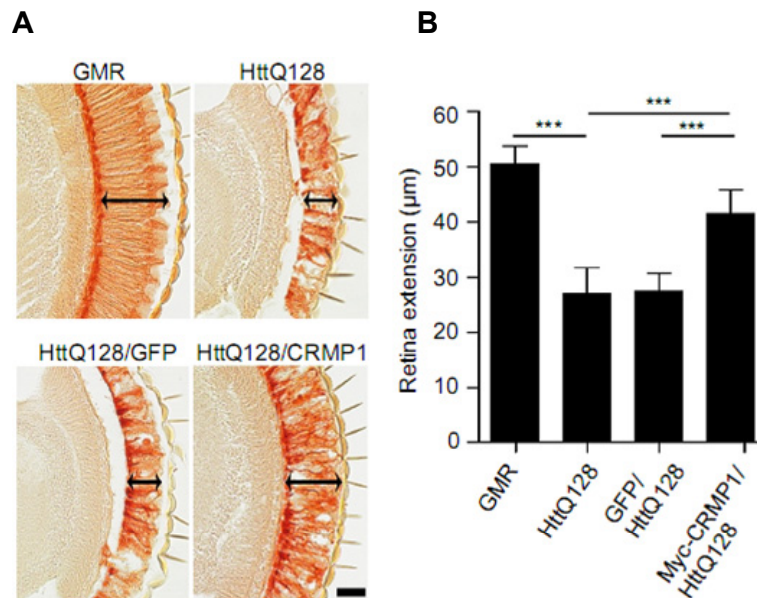 A
GMR
HttQ128
HttQ128/GFP
HttQ128/CRMP1
B
***
***
***
Retina extension (µm)
60
50
40
30
20
10
0
GMR
HttQ128
GFP/
HttQ128
Myc-CRMP1/
HttQ128